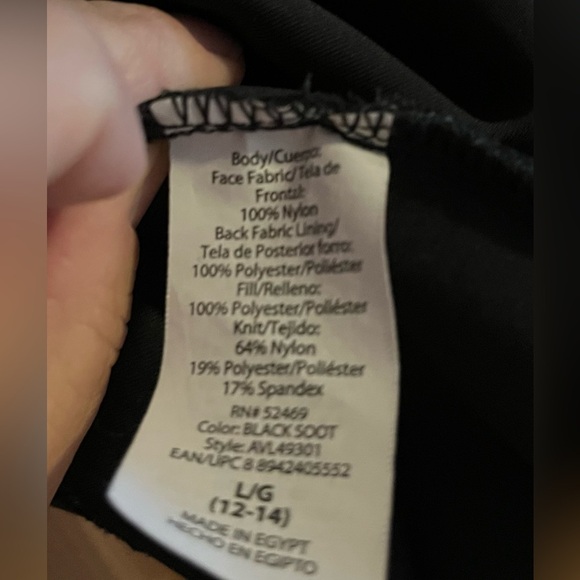 Body/Cuerpo:
Face Fabric/Tela de
Frontal:
100% Nylon
Back Fabric Lining/
Tela de Posterior forro:
100% Polyester/Poliéster
Fill/Relleno:
100% Polyester/Poliéster
Knit/Tejido:
64% Nylon
19% Polyester/Poliéster
17% Spandex
RN# 52469
Color: BLACK SOOT
Style: AVL49301
EAN/UPC 8 8942405552
L/G
(12-14)
MADE IN EGYPT
HECHO EN EGIPTO